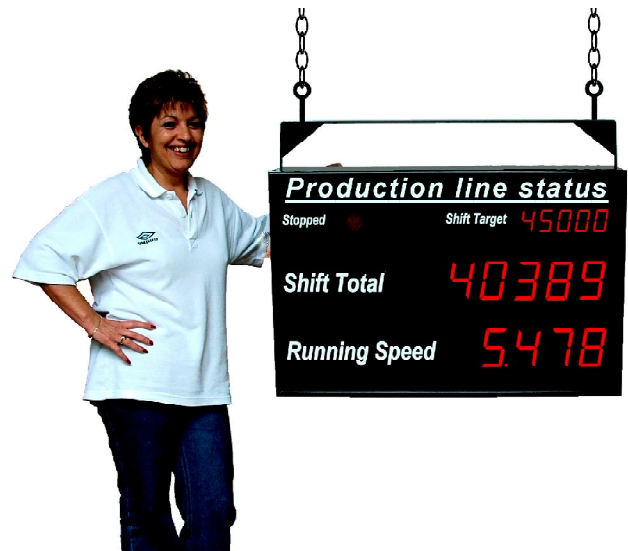 Production line status
Stopped Shift Target 45000
Shift Total 40389
Running Speed 5.478